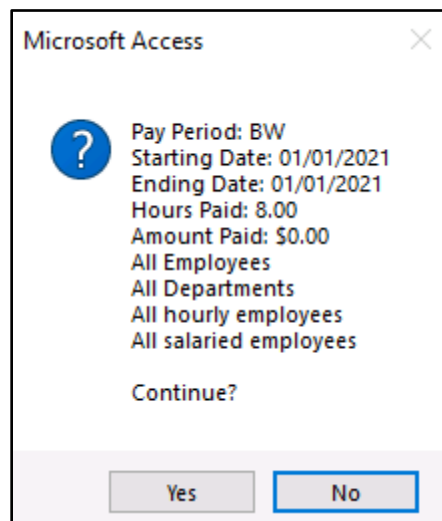 Microsoft Access
?
Pay Period: BW
Starting Date: 01/01/2021
Ending Date: 01/01/2021
Hours Paid: 8.00
Amount Paid: $0.00
All Employees
All Departments
All hourly employees
All salaried employees
Continue?
Yes
No